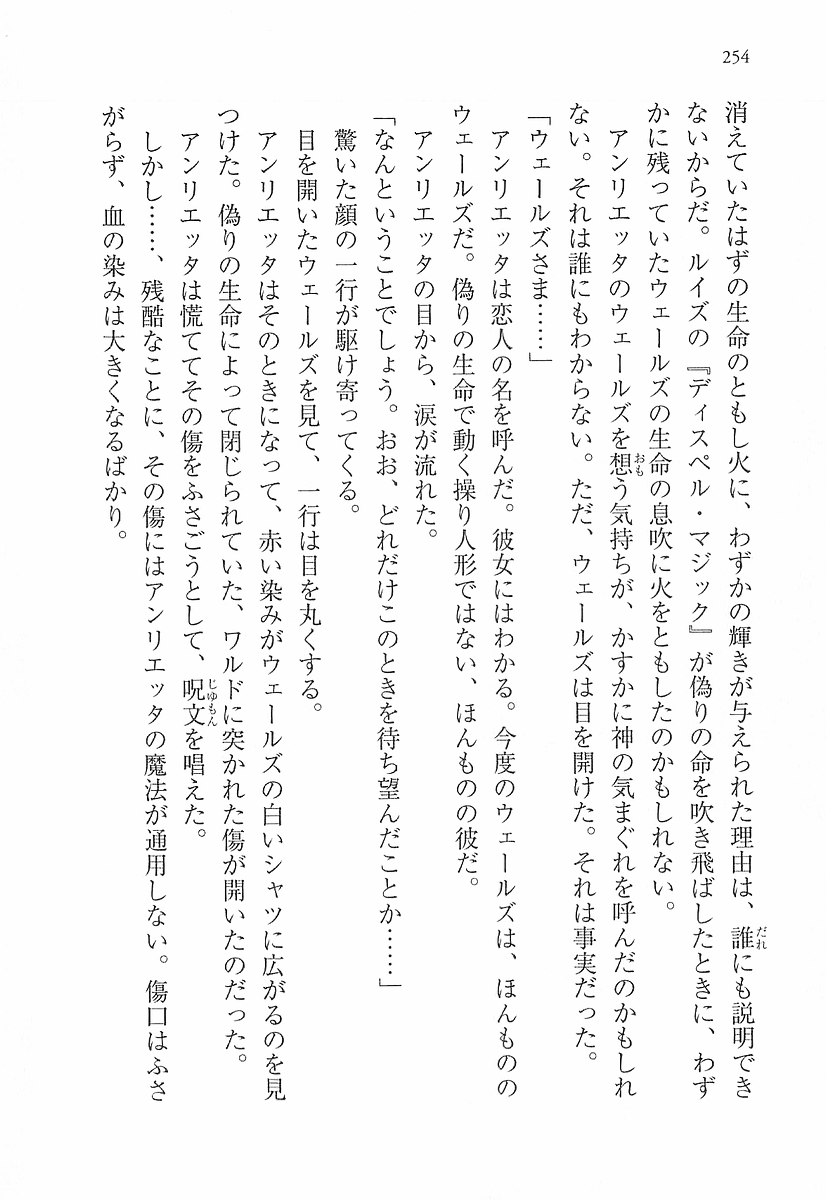 254
消えていたはずの生命のともし火に、わずかの輝きが与えられた理由は、誰にも説明でき
ないからだ。ルイズの『ディスペル・マジック』が偽りの命を吹き飛ばしたときに、わず
かに残っていたウェールズの生命の息吹に火をともしたのかもしれない。
アンリエッタのウェールズを想う気持ちが、かすかに神の気まぐれを呼んだのかもしれ
ない。それは誰にもわからない。ただ、ウェールズは目を開けた。それは事実だった。
「ウェールズさま……」
アンリエッタは恋人の名を呼んだ。彼女にはわかる。今度のウェールズは、ほんものの
ウェールズだ。偽りの生命で動く操り人形ではない、ほんものの彼だ。
アンリエッタの目から、涙が流れた。
「なんということでしょう。おお、どれだけこのときを待ち望んだことか……」
驚いた顔の一行が駆け寄ってくる。
目を開いたウェールズを見て、一行は目を丸くする。
アンリエッタはそのときになって、赤い染みがウェールズの白いシャツに広がるのを見
つけた。偽りの生命によって閉じられていた、ワルドに突かれた傷が開いたのだった。
アンリエッタは慌ててその傷をふさごうとして、呪文を唱えた。
しかし……、残酷なことに、その傷にはアンリエッタの魔法が通用しない。傷口はふさ
がらず、血の染みは大きくなるばかり。